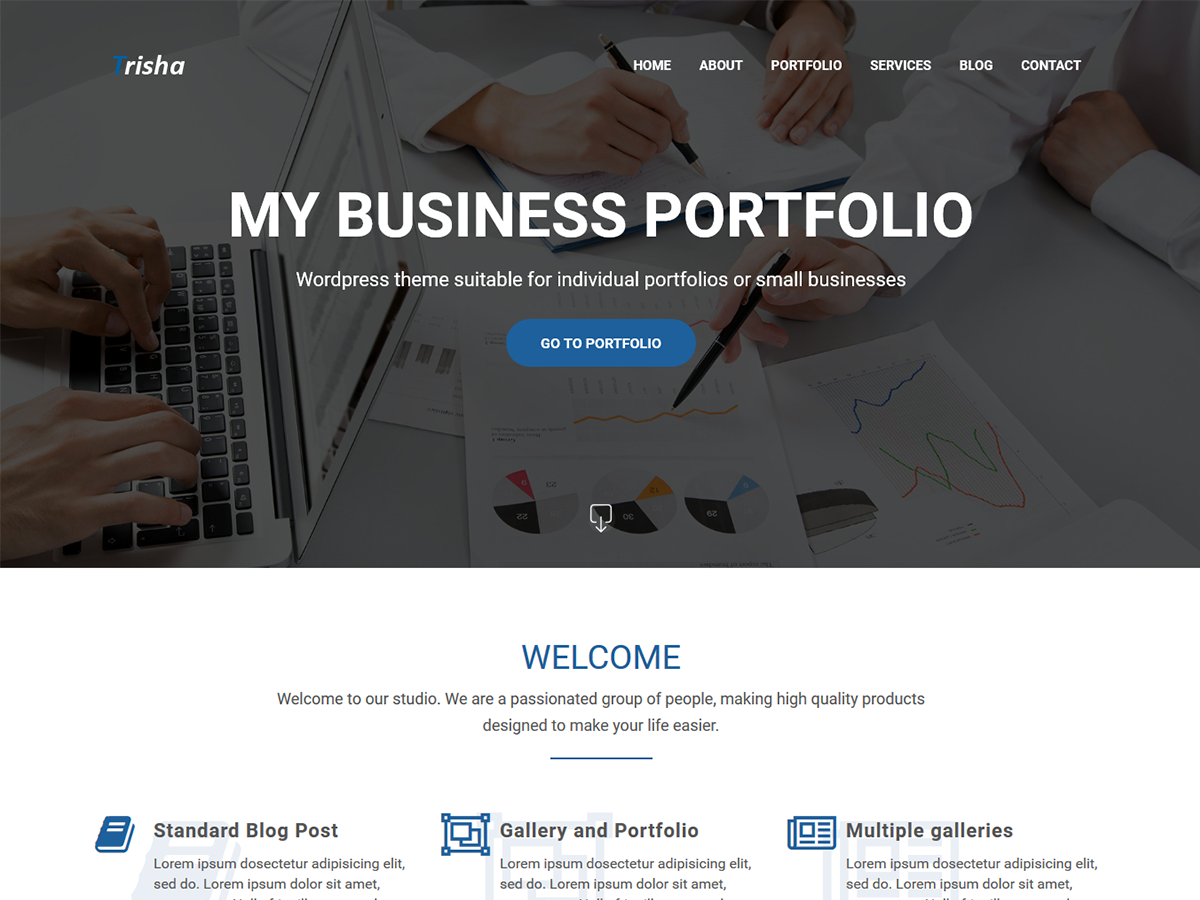 Trisha
HOME ABOUT PORTFOLIO SERVICES BLOG CONTACT
MY BUSINESS PORTFOLIO
Wordpress theme suitable for individual portfolios or small businesses
GO TO PORTFOLIO
WELCOME
Welcome to our studio. We are a passionated group of people, making high quality products
designed to make your life easier.
Standard Blog Post
Lorem ipsum dosectetur adipisicing elit,
sed do. Lorem ipsum dolor sit amet,
Gallery and Portfolio
Lorem ipsum dosectetur adipisicing elit,
sed do. Lorem ipsum dolor sit amet,
Multiple galleries
Lorem ipsum dosectetur adipisicing elit,
sed do. Lorem ipsum dolor sit amet,